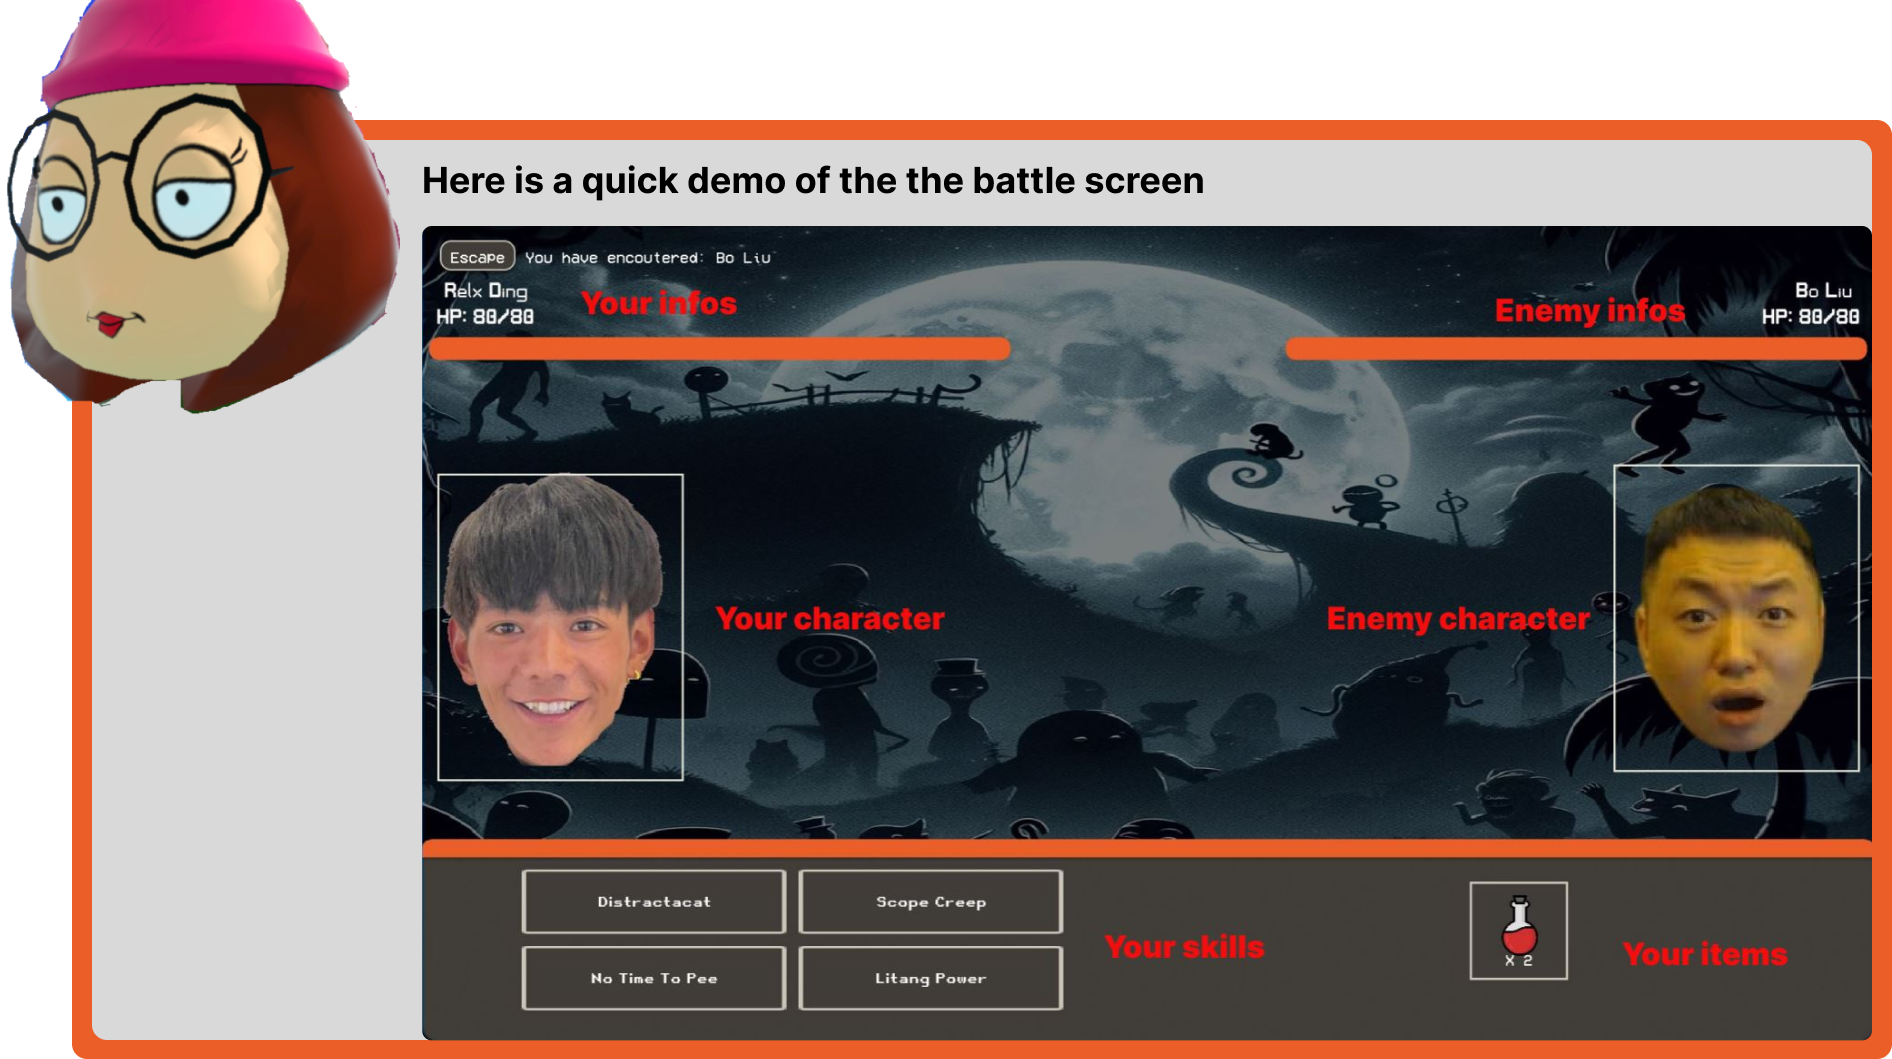 Here is a quick demo of the the battle screen
Escape You have encoutered: Bo Liu
Relx Ding
HP: 80/80
Your infos
Enemy infos
Bo Liu
HP: 80/80
Your character
Enemy character
Distractacat
Scope Creep
No Time To Pee
Litang Power
Your skills
X 2
Your items